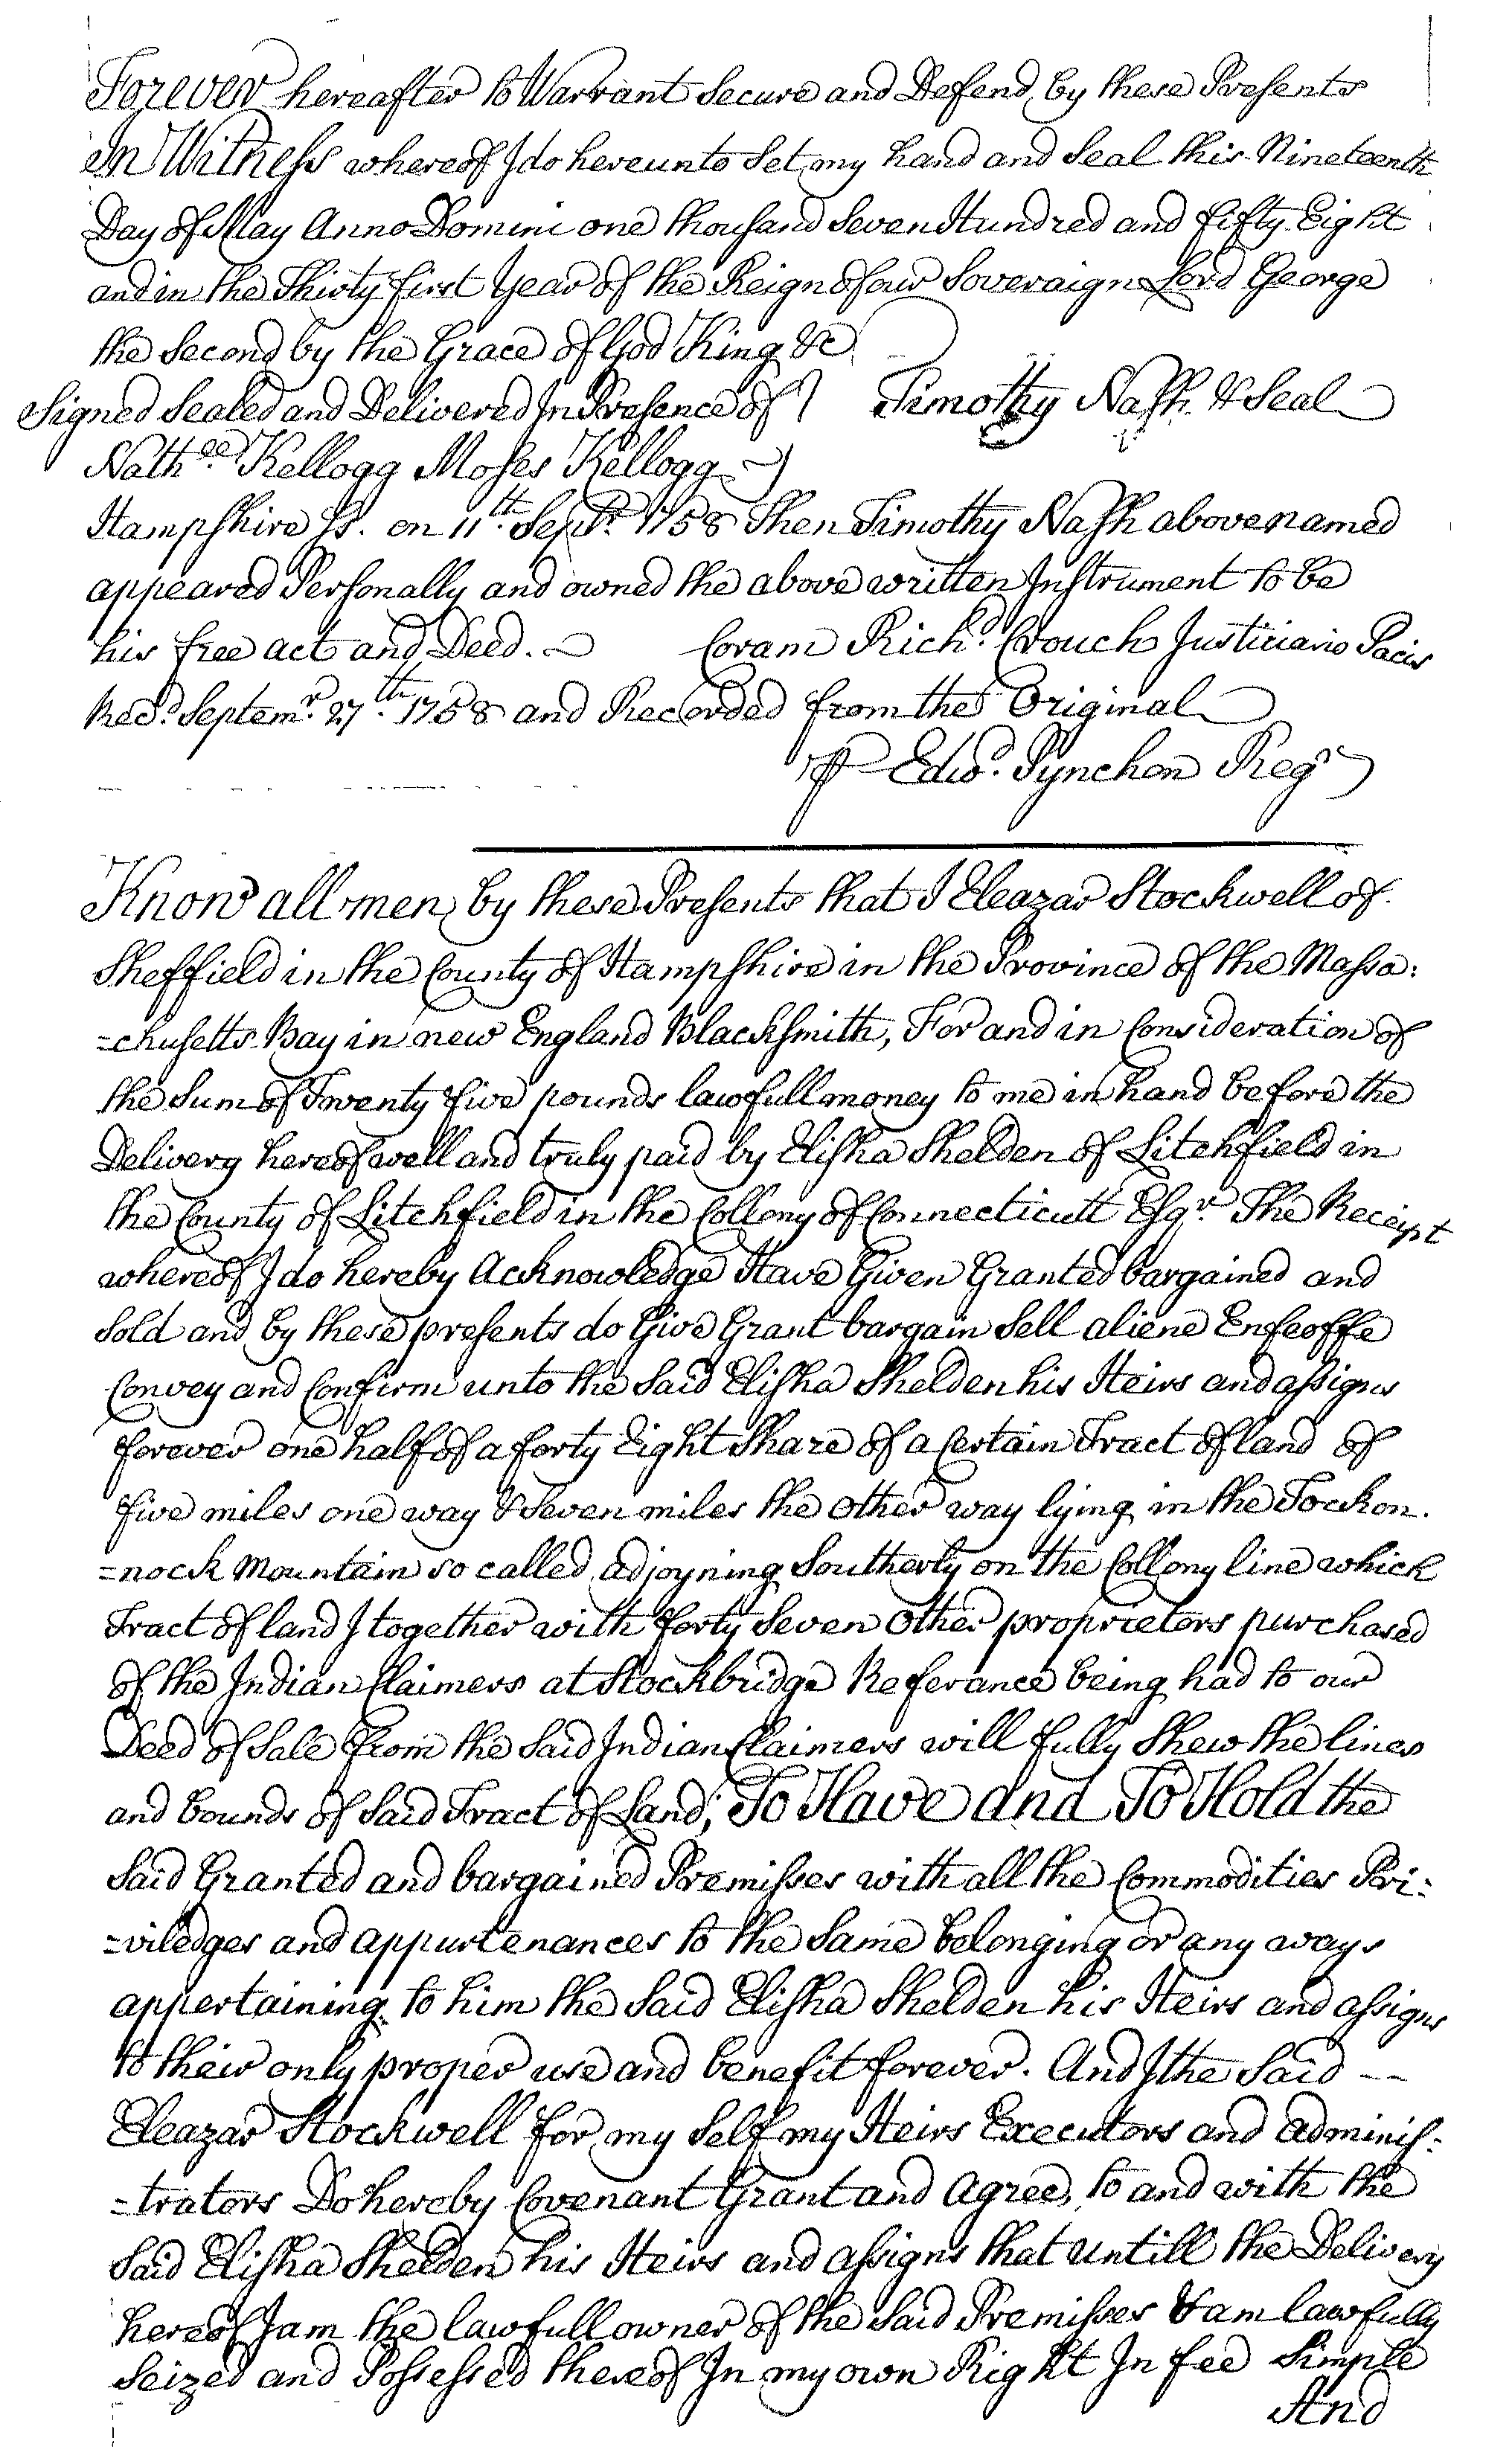 Forever hereafter to Warrant Secure and Defend by these Presents
In Witness whereof I do hereunto Set my hand and Seal this Nineteenth
Day of May Anno Domini one thousand Seven Hundred and fifty Eight
and in the Thirty first Year of the Reign of our Soveraign Lord George
the Second by the Grace of God King &c
Signed Sealed and Delivered In Presence of } Timothy Nash & Seal
Nathll. Kellogg Moses Kellogg }
Hampshire Ss. on 11th. Septr. 1758 Then Timothy Nash above named
appeared Personally and owned the above written Instrument to be
his free act and Deed. Coram Richd. Crouch Justiciario Pacis
Recd. Septemr. 27th. 1758 and Recorded from the Original
P Edwd. Pynchon Regr
Know all men by these Presents that I Eleazar Stockwell of
Sheffield in the County of Hampshire in the Province of the Massa:
=chusetts Bay in new England Blacksmith, For and in Consideration of
the Sum of Twenty five pounds lawfull money to me in hand before the
Delivery hereof well and truly paid by Elisha Shelden of Litchfield in
the County of Litchfield in the Collony of Connecticutt Esqr. The Receipt
whereof I do hereby Acknowledge Have Given Granted bargained and
Sold and by these presents do Give Grant bargain Sell aliene Enfeoffe
Convey and Confirm unto the Said Elisha Shelden his Heirs and assigns
forever one half of a forty Eight Share of a Certain Tract of land of
five miles one way & Seven miles the other way lying in the Tockon.
=nock Mountain so called adjoyning Southerly on the Collony line which
Tract of land I together with forty Seven other proprietors purchased
of the Indian Claimers at Stockbridge Referance being had to our
Deed of Sale from the Said Indian Claimers will fully Shew the lines
and bounds of Said Tract of Land; To Have and To Hold the
Said Granted and bargained Premisses with all the Commodities Pri:
=viledges and appurtenances to the Same belonging or any ways
appertaining to him the Said Elisha Shelden his Heirs and assigns
to their only proper use and benefit forever. And I the Said --
Eleazar Stockwell for my Self my Heirs Executors and adminis:
=trators Do hereby Covenant Grant and Agree, to and with the
Said Elisha Shelden his Heirs and assigns that untill the Delivery
hereof I am the lawfull owner of the Said Premisses & am lawfully
Seized and Possessed thereof In my own Right In fee Simple
And